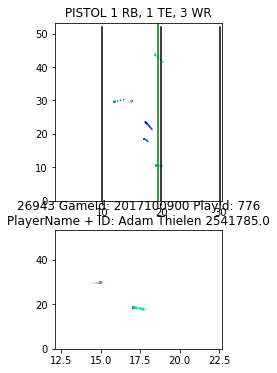 PISTOL 1 RB, 1 TE, 3 WR
50
40
30
20
10
0
10 20 30
26943 GameId: 2017100900 PlayId: 776
PlayerName + ID: Adam Thielen 2541785.0
40
20
0
12.5 15.0 17.5 20.0 22.5